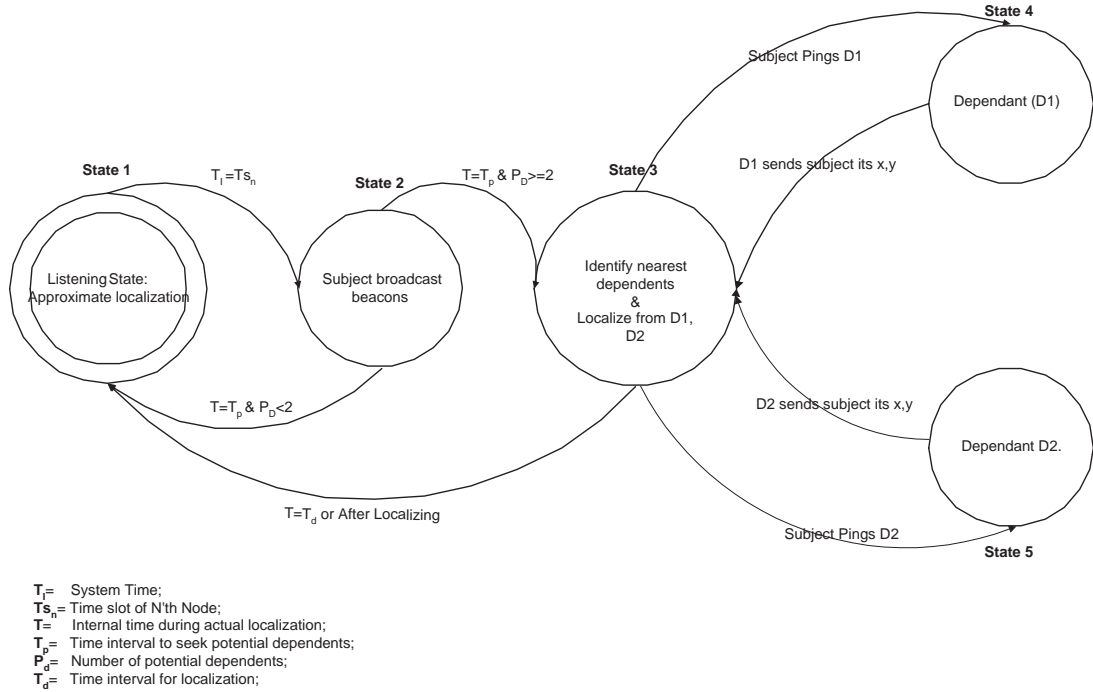 State 4
Subject Pings D1
Dependant (D1)
D1 sends subject its x,y
State 1
T_l=Ts_n
State 2
T=T_p & P_D>=2
State 3
Listening State:
Approximate localization
Subject broadcast
beacons
Identify nearest
dependents
&
Localize from D1,
D2
T=T_p & P_D<2
D2 sends subject its x,y
Dependant D2.
T=T_d or After Localizing
Subject Pings D2
State 5
T_l= System Time;
Ts_n= Time slot of N'th Node;
T= Internal time during actual localization;
T_p= Time interval to seek potential dependents;
P_d= Number of potential dependents;
T_d= Time interval for localization;